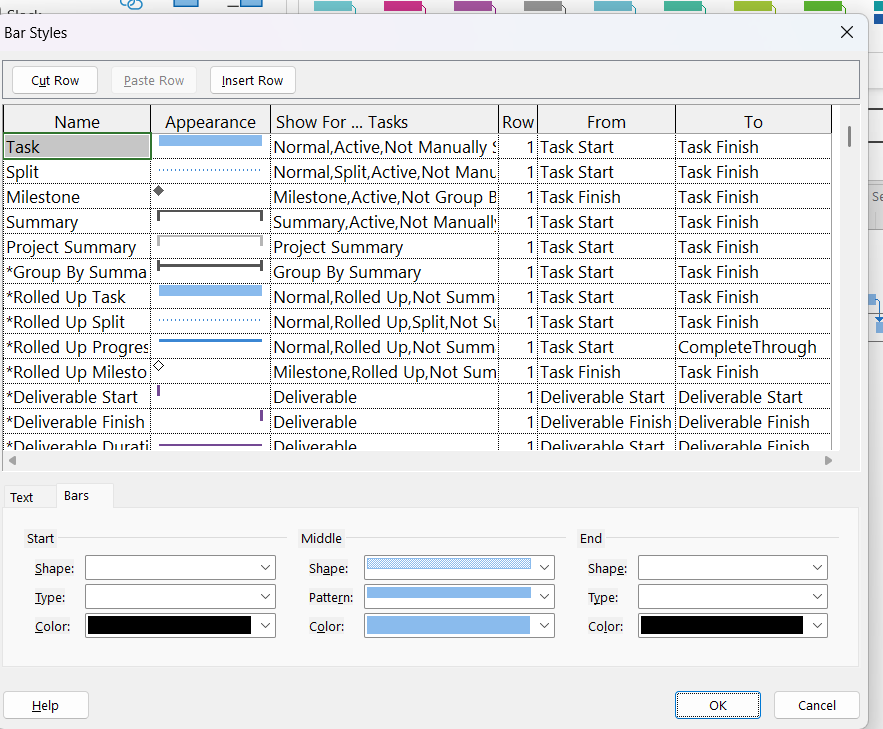 Bar Styles
Cut Row Paste Row Insert Row
Name Appearance Show For ... Tasks Row From To
Task Normal,Active,Not Manually S 1 Task Start Task Finish
Split Normal,Split,Active,Not Manu 1 Task Start Task Finish
Milestone Milestone,Active,Not Group B 1 Task Finish Task Finish
Summary Summary,Active,Not Manually 1 Task Start Task Finish
Project Summary Project Summary 1 Task Start Task Finish
*Group By Summa Group By Summary 1 Task Start Task Finish
*Rolled Up Task Normal,Rolled Up,Not Summ 1 Task Start Task Finish
*Rolled Up Split Normal,Rolled Up,Split,Not Su 1 Task Start Task Finish
*Rolled Up Progres Normal,Rolled Up,Not Summ 1 Task Start CompleteThrough
*Rolled Up Milesto Milestone,Rolled Up,Not Sum 1 Task Finish Task Finish
*Deliverable Start Deliverable 1 Deliverable Start Deliverable Start
*Deliverable Finish Deliverable 1 Deliverable Finish Deliverable Finish
*Deliverable Durati Deliverable 1 Deliverable Start Deliverable Finish
Text Bars
Start Middle End
Shape: Shape: Shape:
Type: Pattern: Type:
Color: Color: Color:
Help OK Cancel